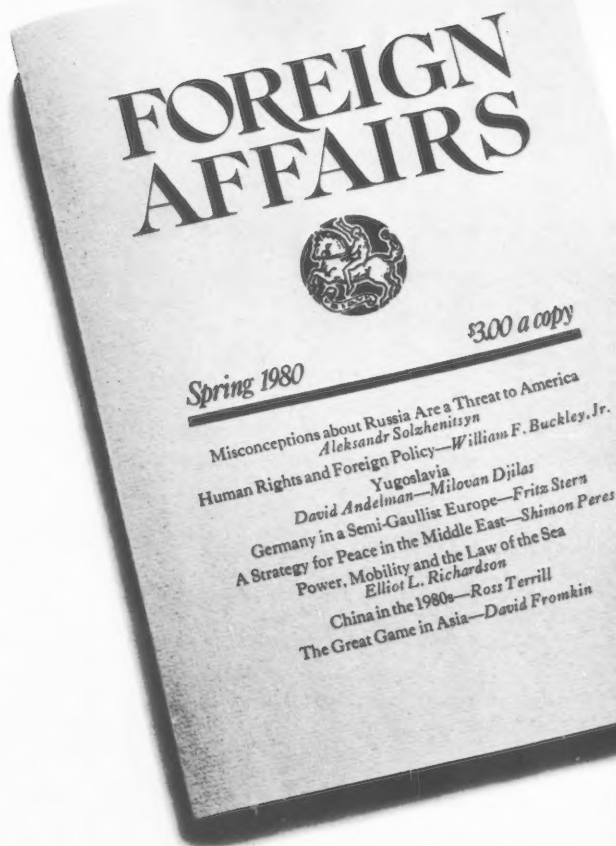 FOREIGN
AFFAIRS
Spring 1980
$3.00 a copy
Misconceptions about Russia Are a Threat to America
Aleksandr Solzhenitsyn
Human Rights and Foreign Policy—William F. Buckley, Jr.
Yugoslavia
David Andelman—Milovan Djilas
Germany in a Semi-Gaullist Europe—Fritz Stern
A Strategy for Peace in the Middle East—Shimon Peres
Power, Mobility and the Law of the Sea
Elliot L. Richardson
China in the 1980s—Ross Terrill
The Great Game in Asia—David Fromkin